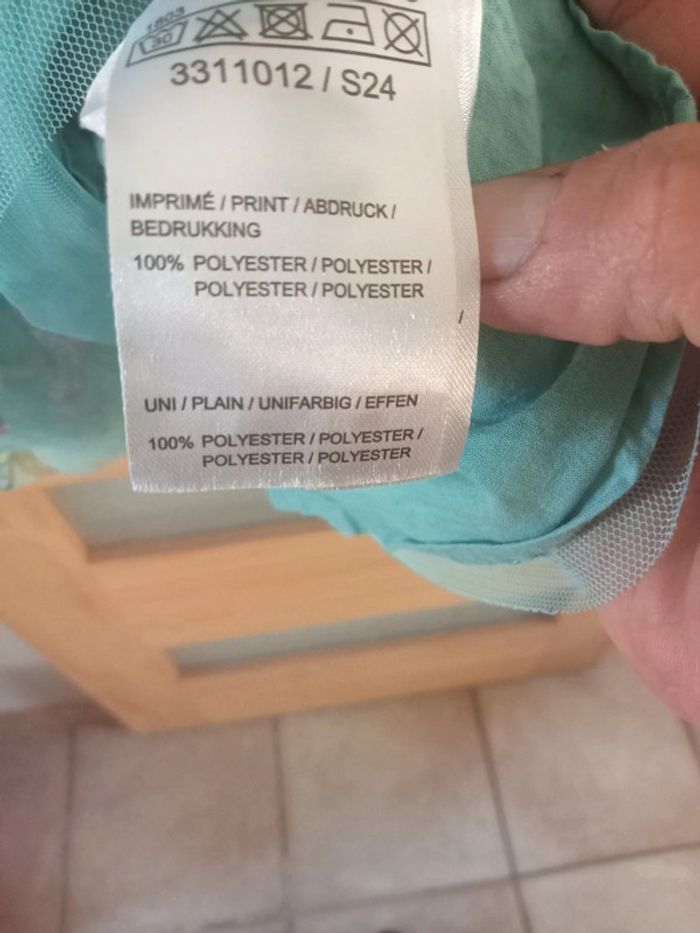 1803
30
3311012 / S24
IMPRIMÉ / PRINT / ABDRUCK /
BEDRUKKING
100% POLYESTER / POLYESTER /
POLYESTER / POLYESTER
/
UNI / PLAIN / UNIFARBIG / EFFEN
100% POLYESTER / POLYESTER /
POLYESTER / POLYESTER